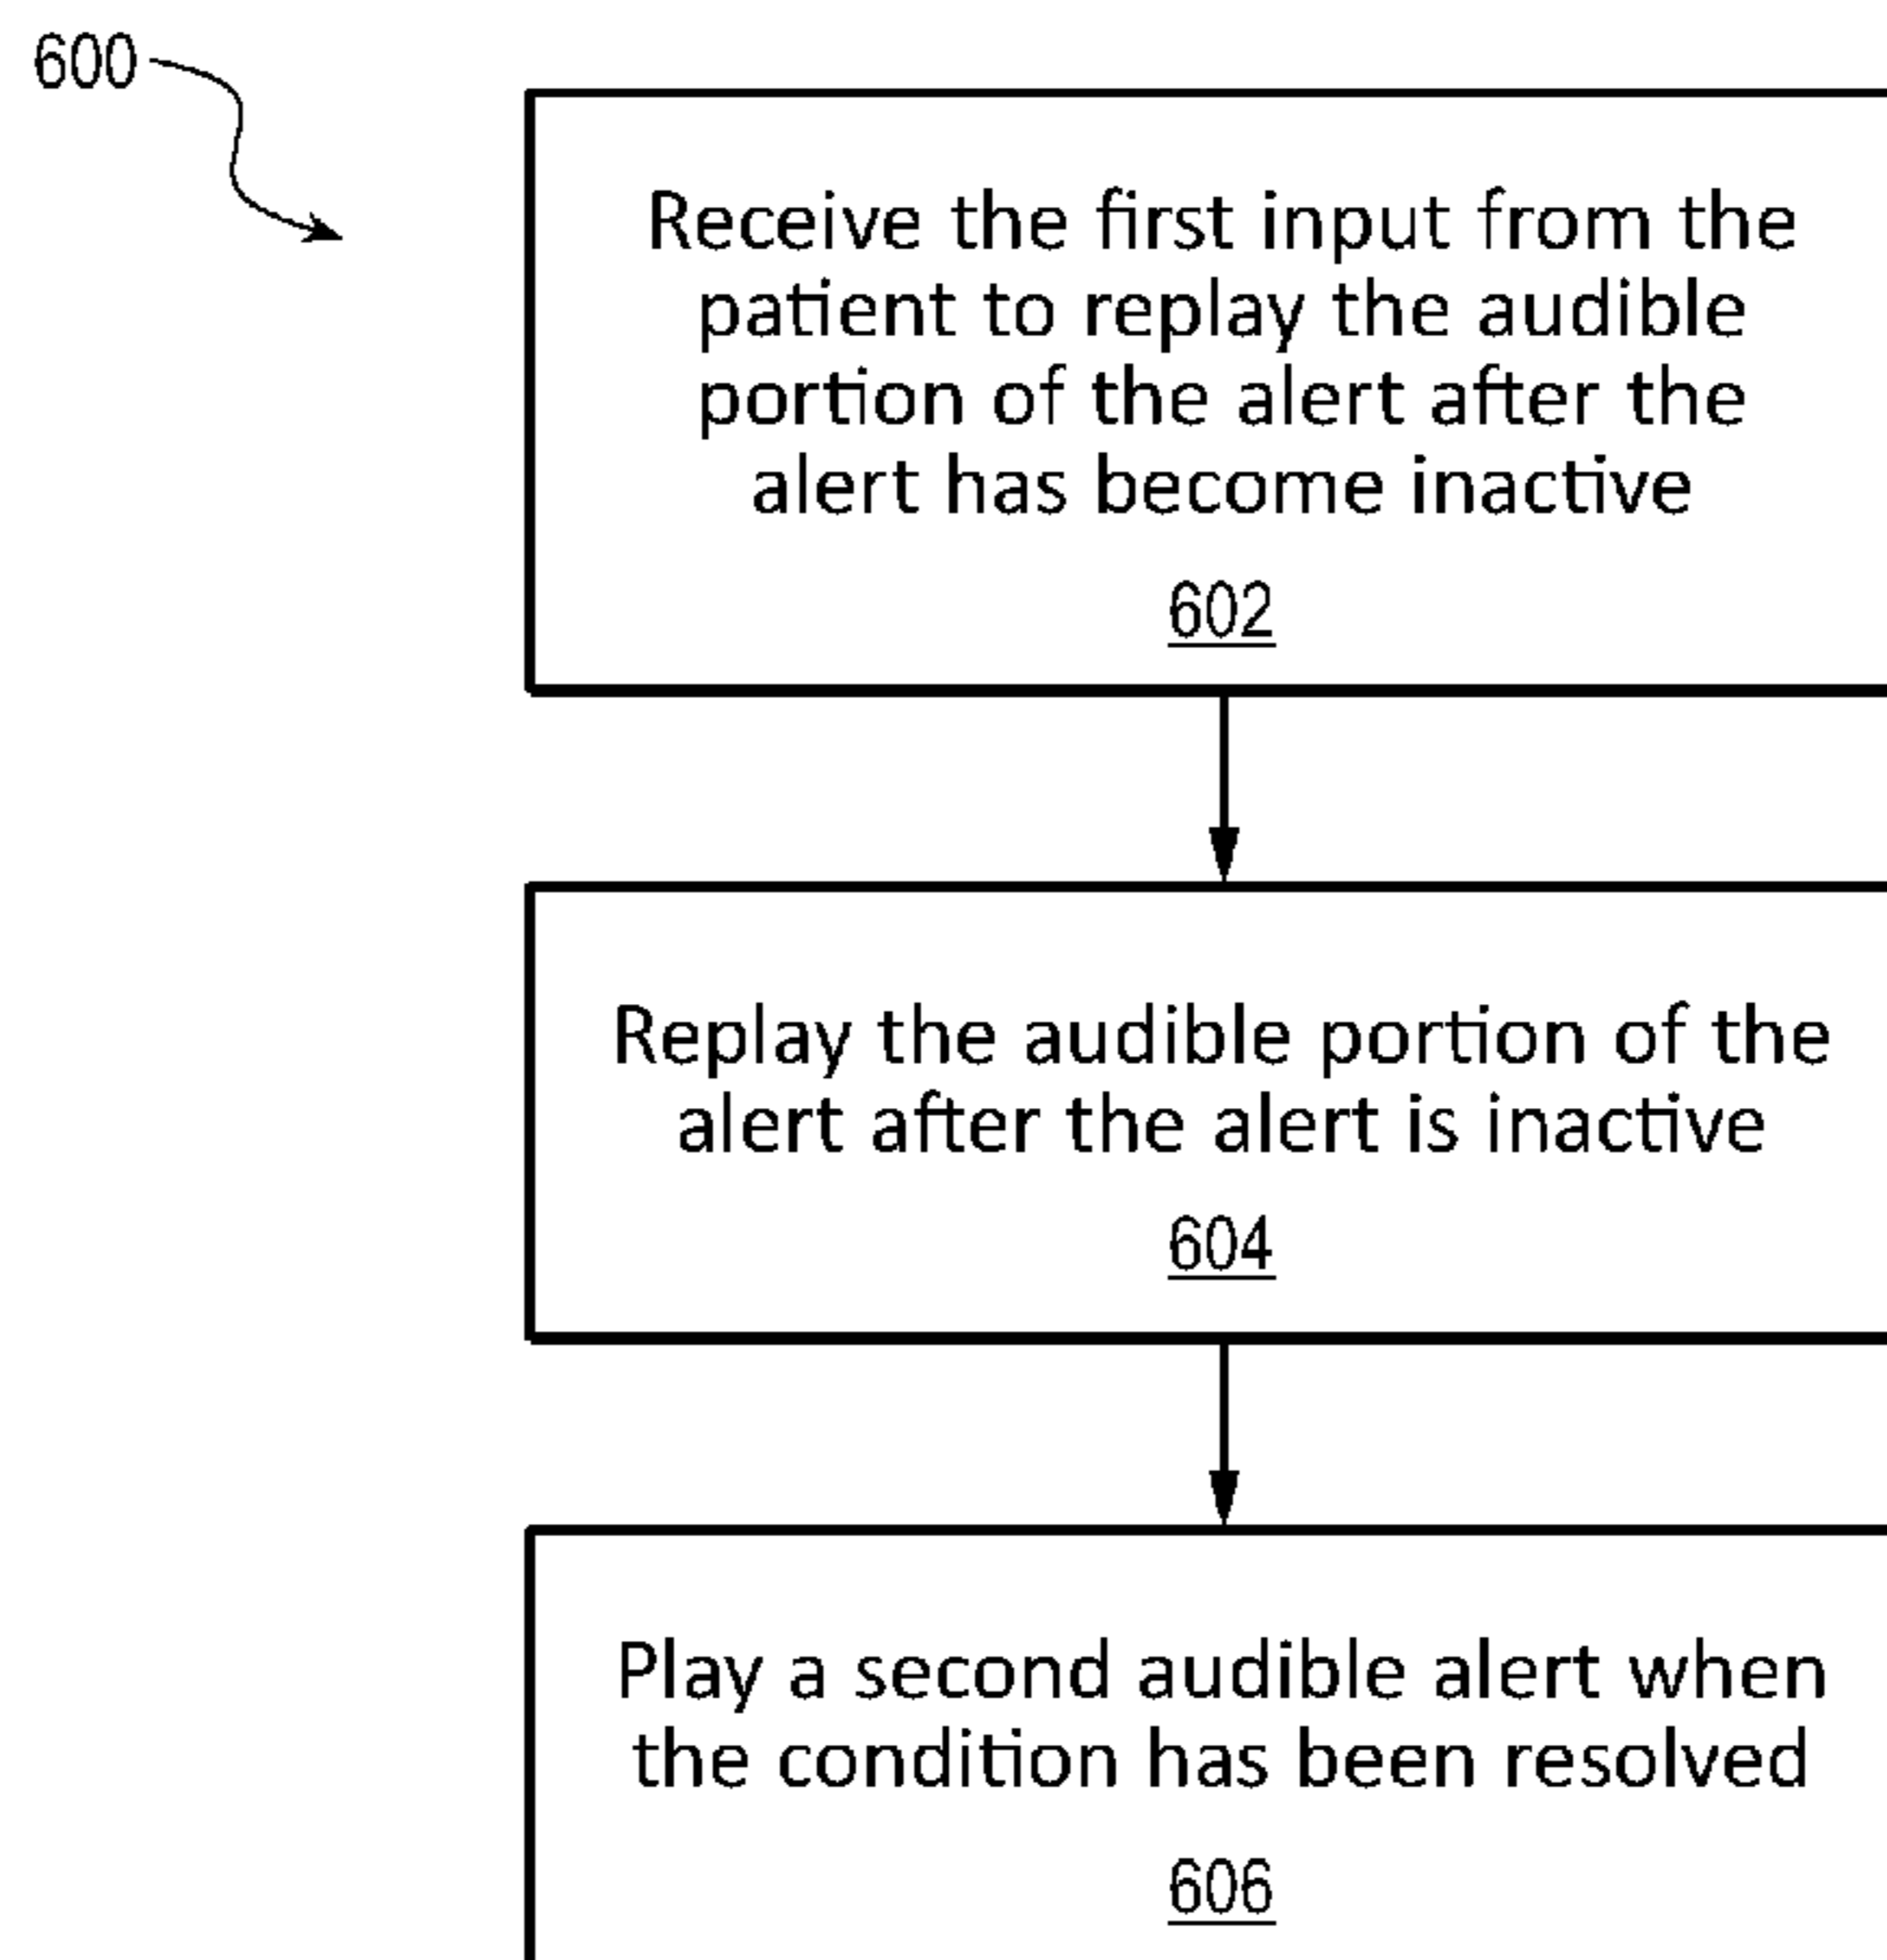 600
Receive the first input from the
patient to replay the audible
portion of the alert after the
alert has become inactive
602
Replay the audible portion of the
alert after the alert is inactive
604
Play a second audible alert when
the condition has been resolved
606